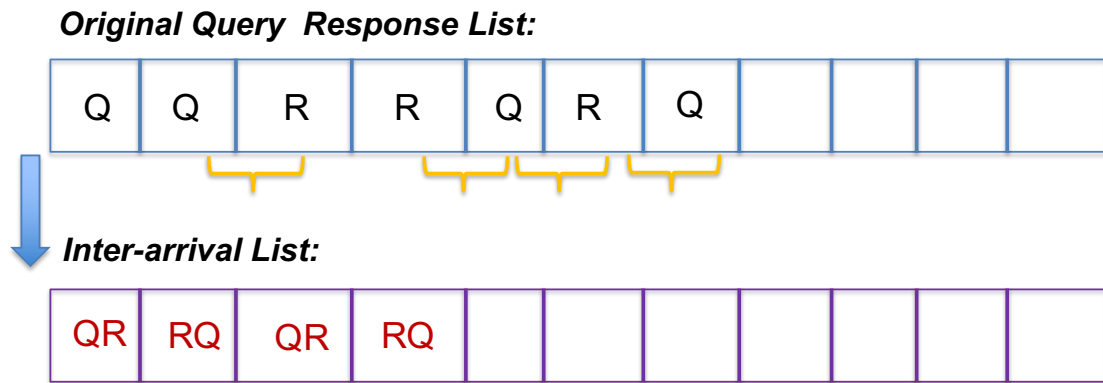 Original Query Response List:
Q Q R R Q R Q
Inter-arrival List:
QR RQ QR RQ